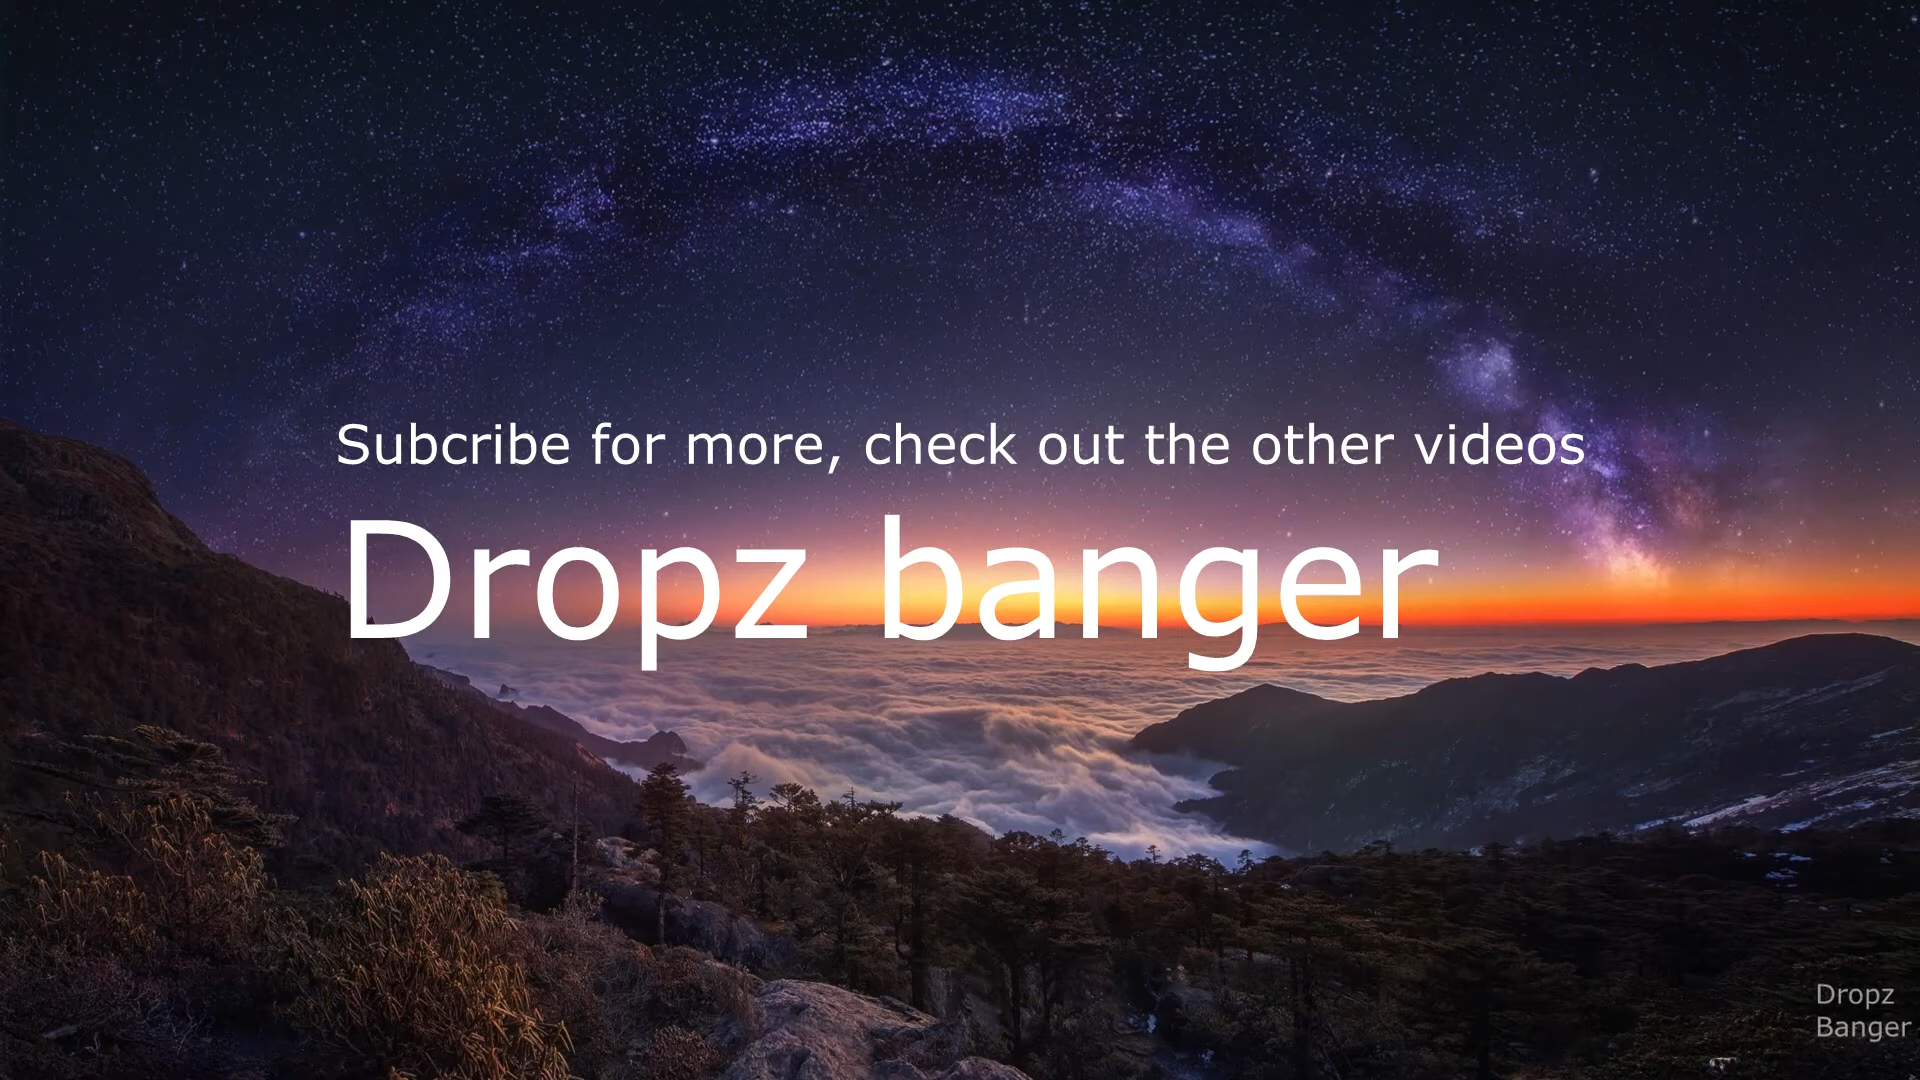 Subcribe for more, check out the other videos
Dropz banger
Dropz
Banger